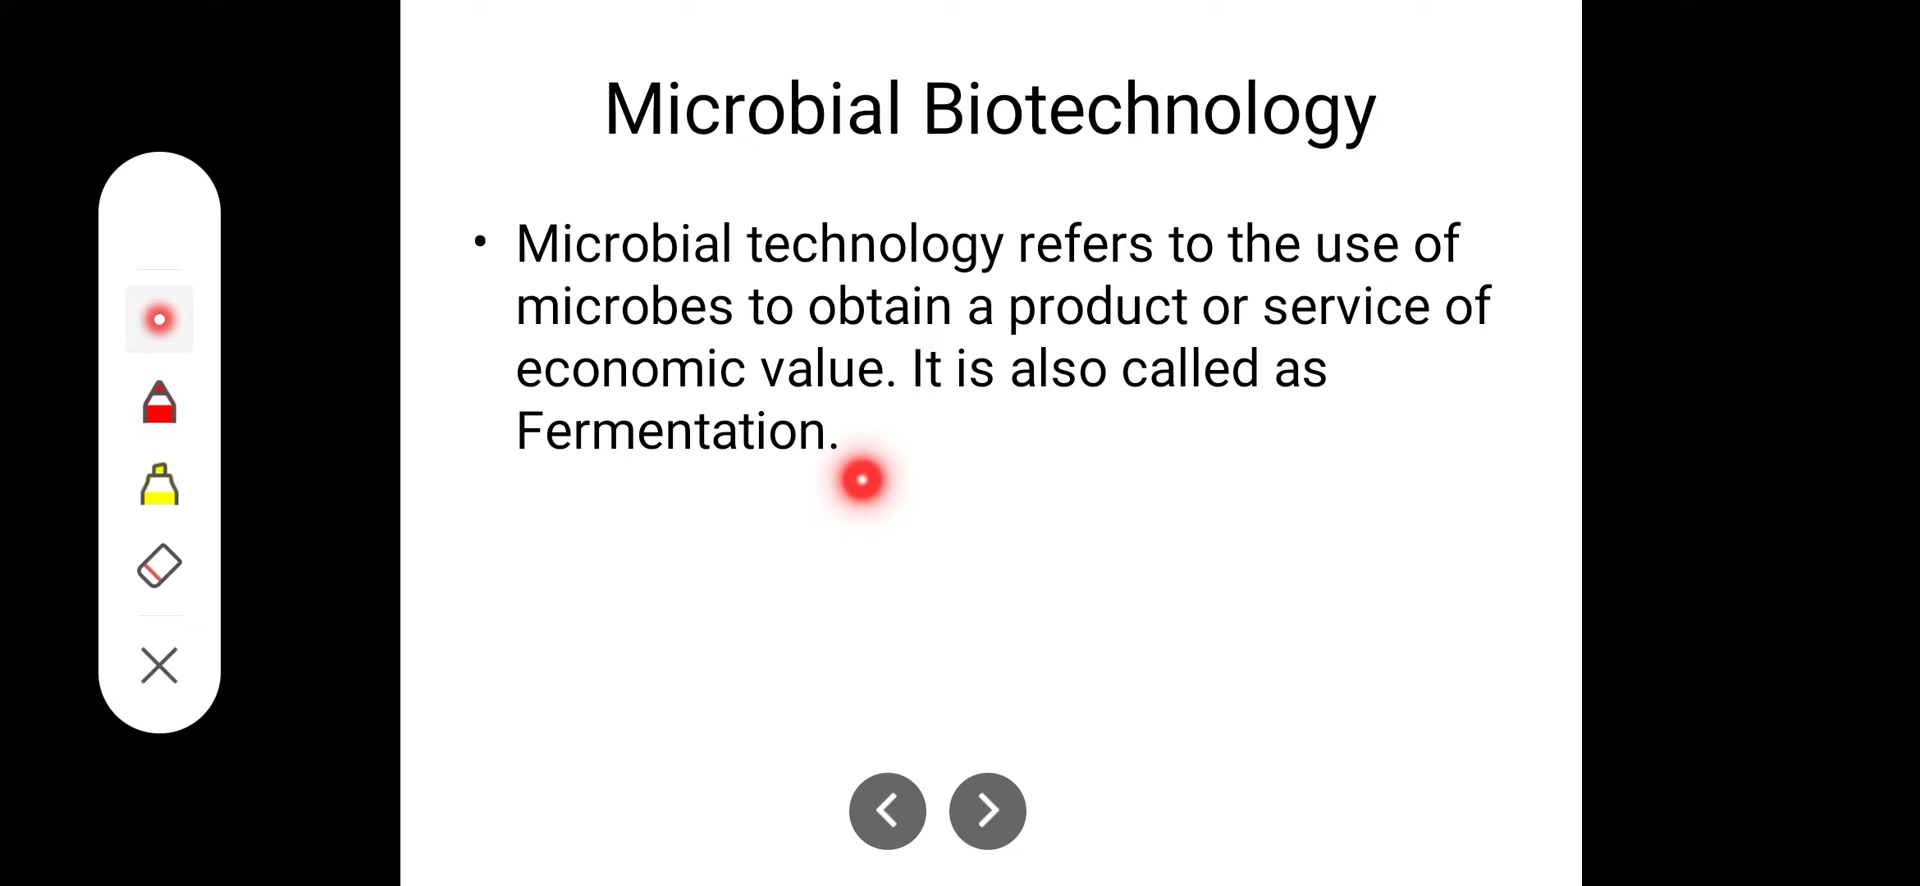 Microbial Biotechnology
• Microbial technology refers to the use of
microbes to obtain a product or service of
economic value. It is also called as
Fermentation.